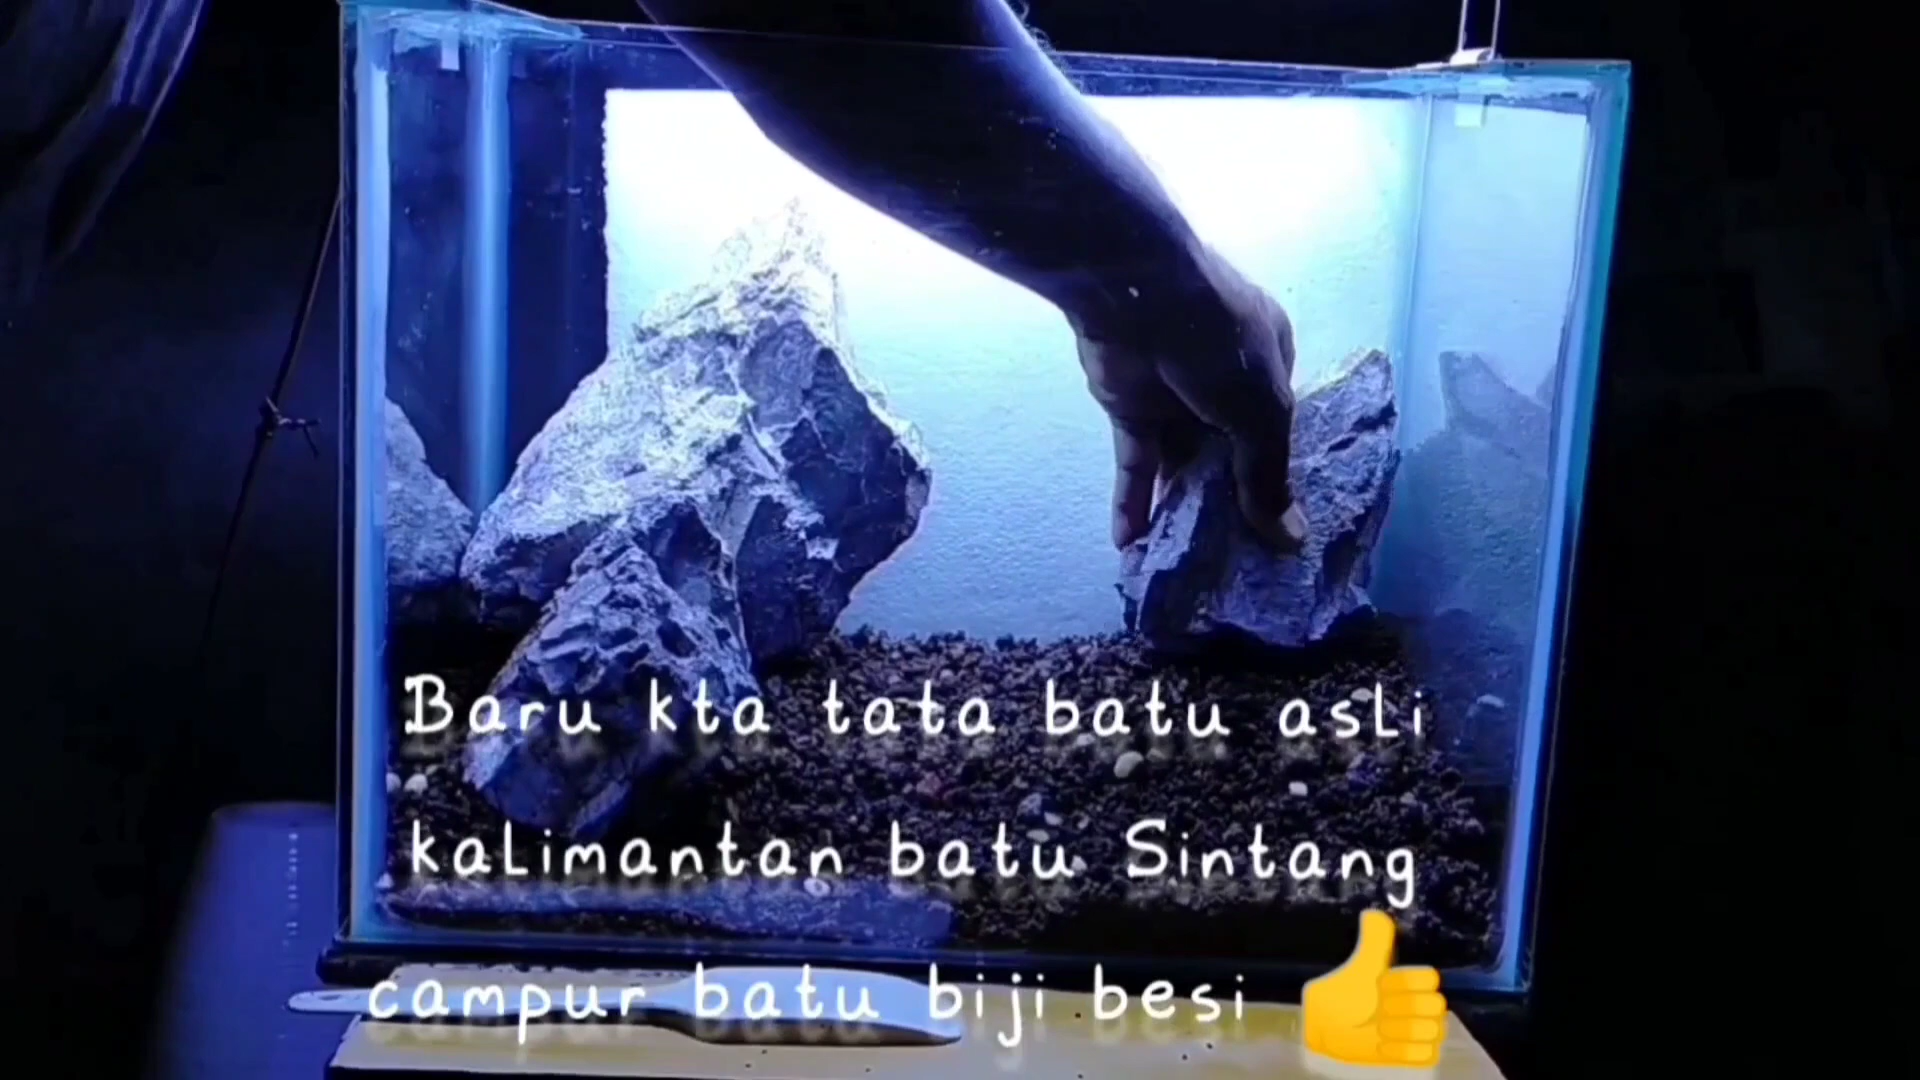 Baru kta tata batu asli
kalimantan batu Sintang
campur batu biji besi 👍